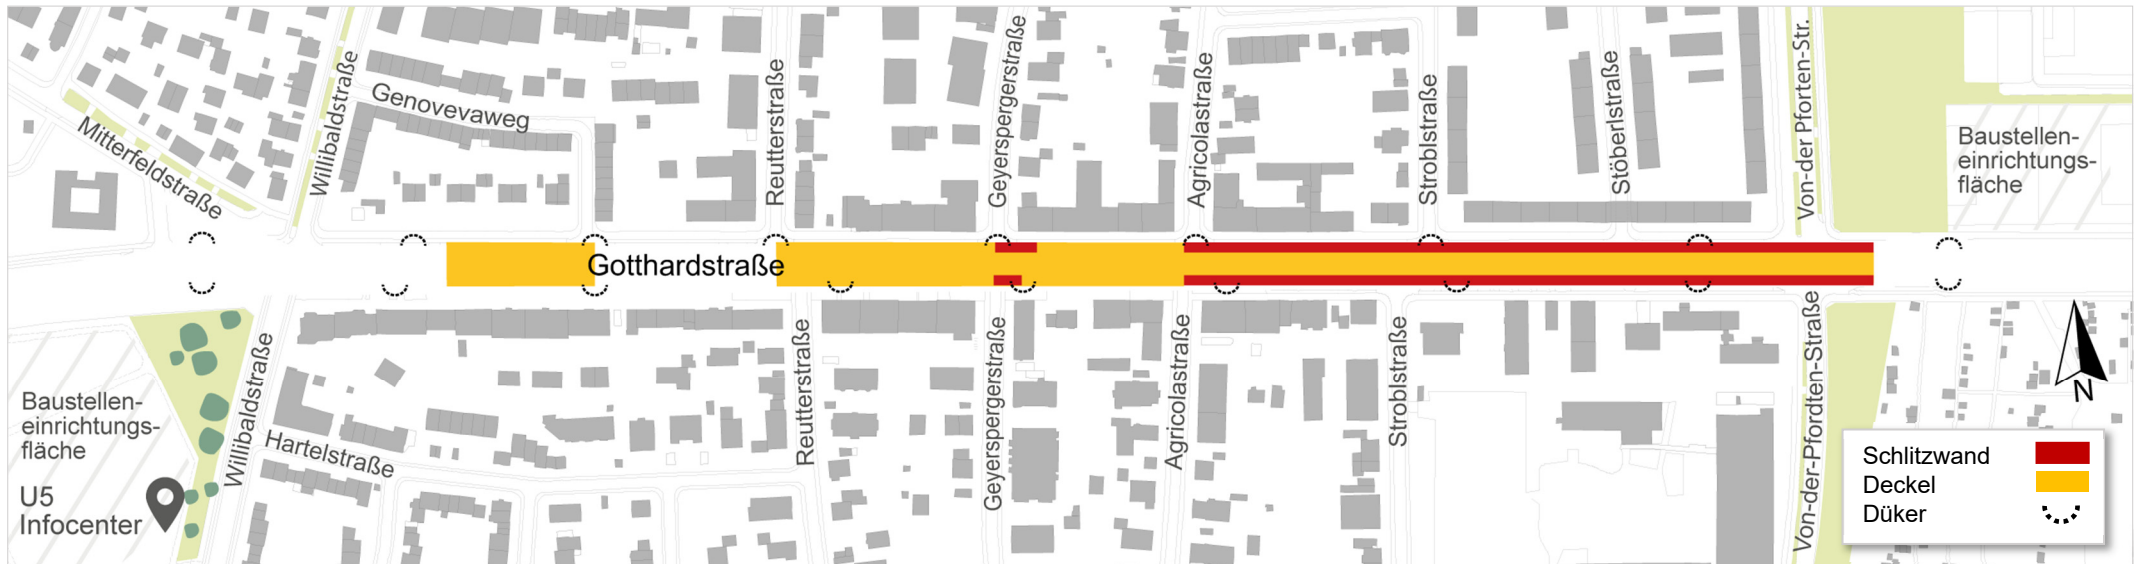 Mitterfeldstraße
Willibaldstraße
Genovevaweg
Reutterstraße
Geyerspergerstraße
Agricolastraße
Stroblstraße
Stöberlstraße
Von-der Pforten-Str.
Baustellen-
einrichtungs-
fläche
Gotthardstraße
Baustellen-
einrichtungs-
fläche
U5
Infocenter
Willibaldstraße
Hartelstraße
Reutterstraße
Geyerspergerstraße
Agricolastraße
Stroblstraße
Von-der-Pfordten-Straße
N
Schlitzwand
Deckel
Düker